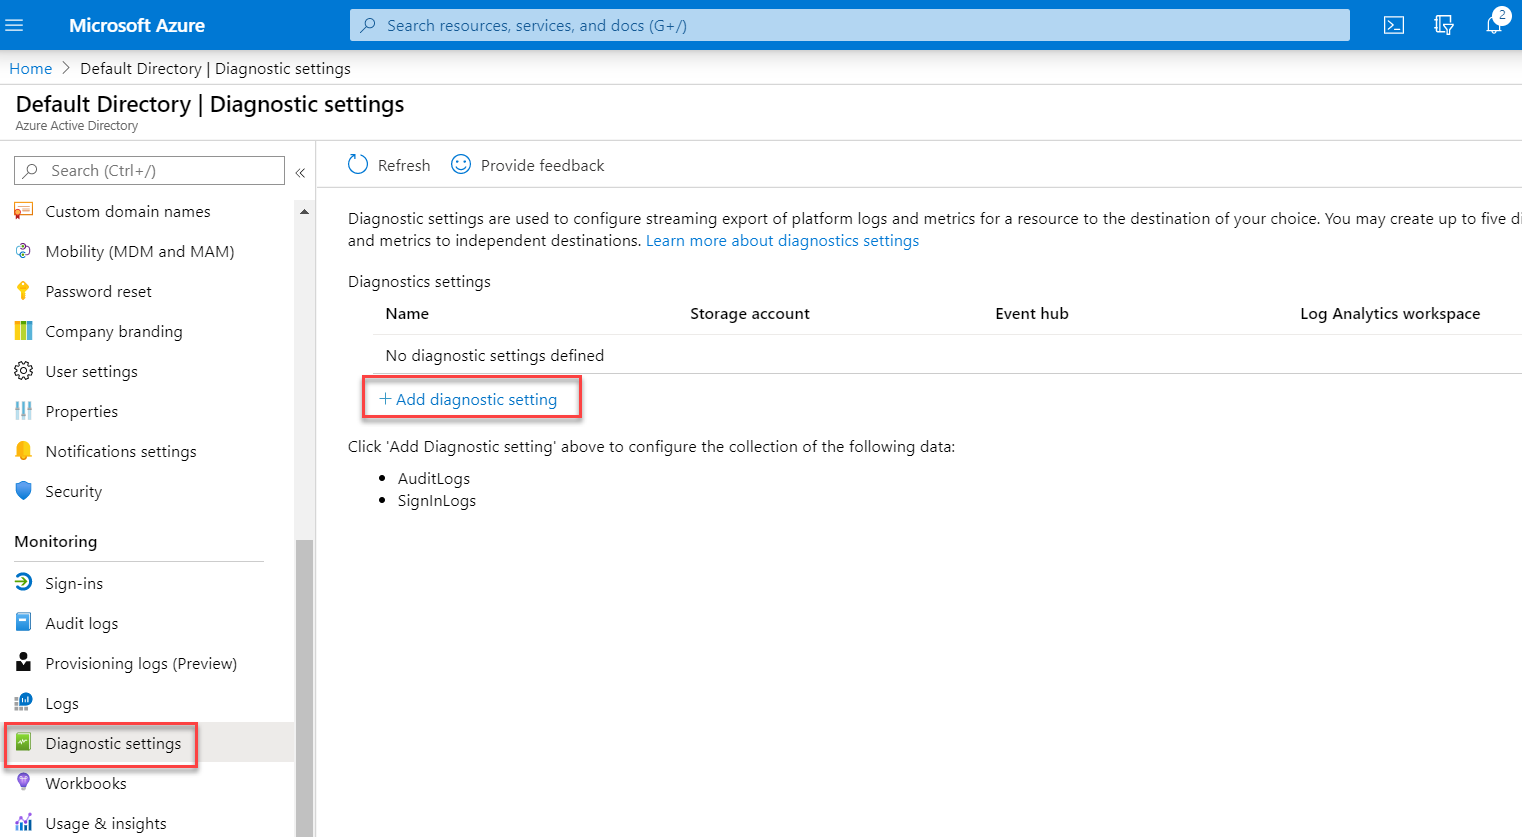 Microsoft Azure
Search resources, services, and docs (G+/)
2
Home > Default Directory | Diagnostic settings
Default Directory | Diagnostic settings
Azure Active Directory
Search (Ctrl+/)
«
Custom domain names
Mobility (MDM and MAM)
Password reset
Company branding
User settings
Properties
Notifications settings
Security
Monitoring
Sign-ins
Audit logs
Provisioning logs (Preview)
Logs
Diagnostic settings
Workbooks
Usage & insights
Refresh
Provide feedback
Diagnostic settings are used to configure streaming export of platform logs and metrics for a resource to the destination of your choice. You may create up to five di
and metrics to independent destinations. Learn more about diagnostics settings
Diagnostics settings
Name Storage account Event hub Log Analytics workspace
No diagnostic settings defined
+ Add diagnostic setting
Click 'Add Diagnostic setting' above to configure the collection of the following data:
• AuditLogs
• SignInLogs